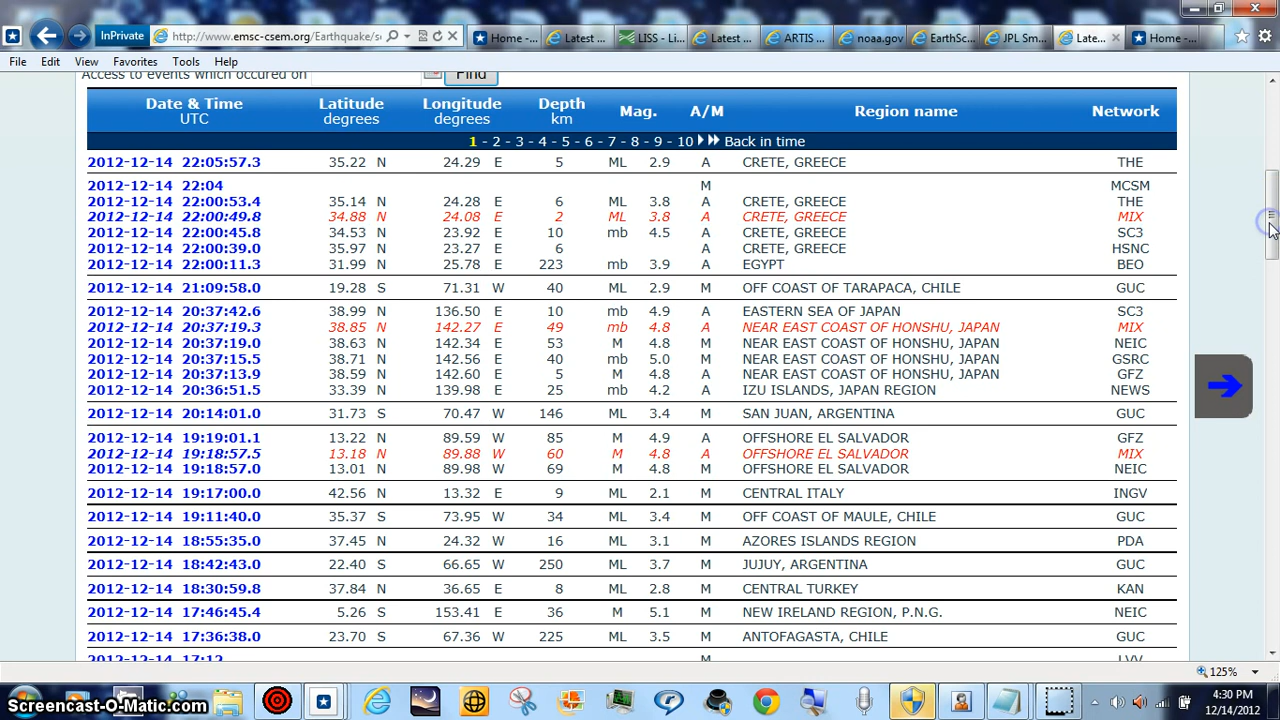 InPrivate http://www.emsc-csem.org/Earthquake/s Home -... Latest ... LISS - Li... Latest ... ARTIS ... noaa.gov EarthSc... JPL Sm... Late... Home -...
File Edit View Favorites Tools Help
Access to events which occured on Find
Date & Time Latitude Longitude Depth Mag. A/M Region name Network
UTC degrees degrees km
1 - 2 - 3 - 4 - 5 - 6 - 7 - 8 - 9 - 10 Back in time
2012-12-14 22:05:57.3 35.22 N 24.29 E 5 ML 2.9 A CRETE, GREECE THE
2012-12-14 22:04 M MCSM
2012-12-14 22:00:53.4 35.14 N 24.28 E 6 ML 3.8 A CRETE, GREECE THE
2012-12-14 22:00:49.8 34.88 N 24.08 E 2 ML 3.8 A CRETE, GREECE MIX
2012-12-14 22:00:45.8 34.53 N 23.92 E 10 mb 4.5 A CRETE, GREECE SC3
2012-12-14 22:00:39.0 35.97 N 23.27 E 6 A CRETE, GREECE HSNC
2012-12-14 22:00:11.3 31.99 N 25.78 E 223 mb 3.9 A EGYPT BEO
2012-12-14 21:09:58.0 19.28 S 71.31 W 40 ML 2.9 M OFF COAST OF TARAPACA, CHILE GUC
2012-12-14 20:37:42.6 38.99 N 136.50 E 10 mb 4.9 A EASTERN SEA OF JAPAN SC3
2012-12-14 20:37:19.3 38.85 N 142.27 E 49 mb 4.8 A NEAR EAST COAST OF HONSHU, JAPAN MIX
2012-12-14 20:37:19.0 38.63 N 142.34 E 53 M 4.8 M NEAR EAST COAST OF HONSHU, JAPAN NEIC
2012-12-14 20:37:15.5 38.71 N 142.56 E 40 mb 5.0 M NEAR EAST COAST OF HONSHU, JAPAN GSRC
2012-12-14 20:37:13.9 38.59 N 142.60 E 5 M 4.8 A NEAR EAST COAST OF HONSHU, JAPAN GFZ
2012-12-14 20:36:51.5 33.39 N 139.98 E 25 mb 4.2 A IZU ISLANDS, JAPAN REGION NEWS
2012-12-14 20:14:01.0 31.73 S 70.47 W 146 ML 3.4 M SAN JUAN, ARGENTINA GUC
2012-12-14 19:19:01.1 13.22 N 89.59 W 85 M 4.9 A OFFSHORE EL SALVADOR GFZ
2012-12-14 19:18:57.5 13.18 N 89.88 W 60 M 4.8 A OFFSHORE EL SALVADOR MIX
2012-12-14 19:18:57.0 13.01 N 89.98 W 69 M 4.8 M OFFSHORE EL SALVADOR NEIC
2012-12-14 19:17:00.0 42.56 N 13.32 E 9 ML 2.1 M CENTRAL ITALY INGV
2012-12-14 19:11:40.0 35.37 S 73.95 W 34 ML 3.4 M OFF COAST OF MAULE, CHILE GUC
2012-12-14 18:55:35.0 37.45 N 24.32 W 16 ML 3.1 M AZORES ISLANDS REGION PDA
2012-12-14 18:42:43.0 22.40 S 66.65 W 250 ML 3.7 M JUJUY, ARGENTINA GUC
2012-12-14 18:30:59.8 37.84 N 36.65 E 8 ML 2.8 M CENTRAL TURKEY KAN
2012-12-14 17:46:45.4 5.26 S 153.41 E 36 M 5.1 M NEW IRELAND REGION, P.N.G. NEIC
2012-12-14 17:36:38.0 23.70 S 67.36 W 225 ML 3.5 M ANTOFAGASTA, CHILE GUC
2012-12-14 17:12 M LVV
125%
Screencast-O-Matic.com 4:30 PM
12/14/2012